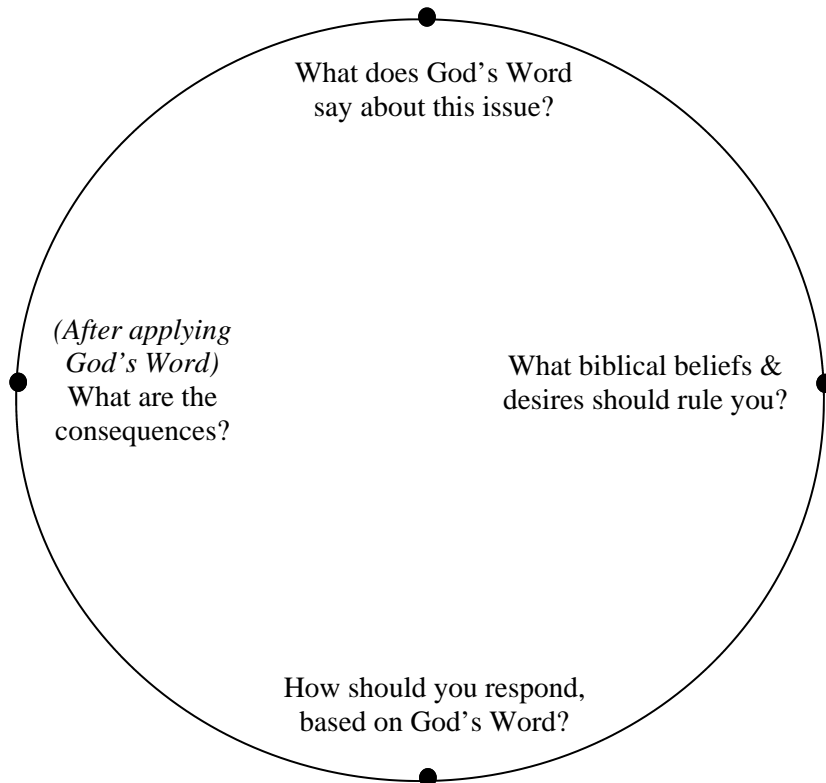 What does God’s Word
say about this issue?
(After applying
God’s Word)
What are the
consequences?
What biblical beliefs &
desires should rule you?
How should you respond,
based on God’s Word?